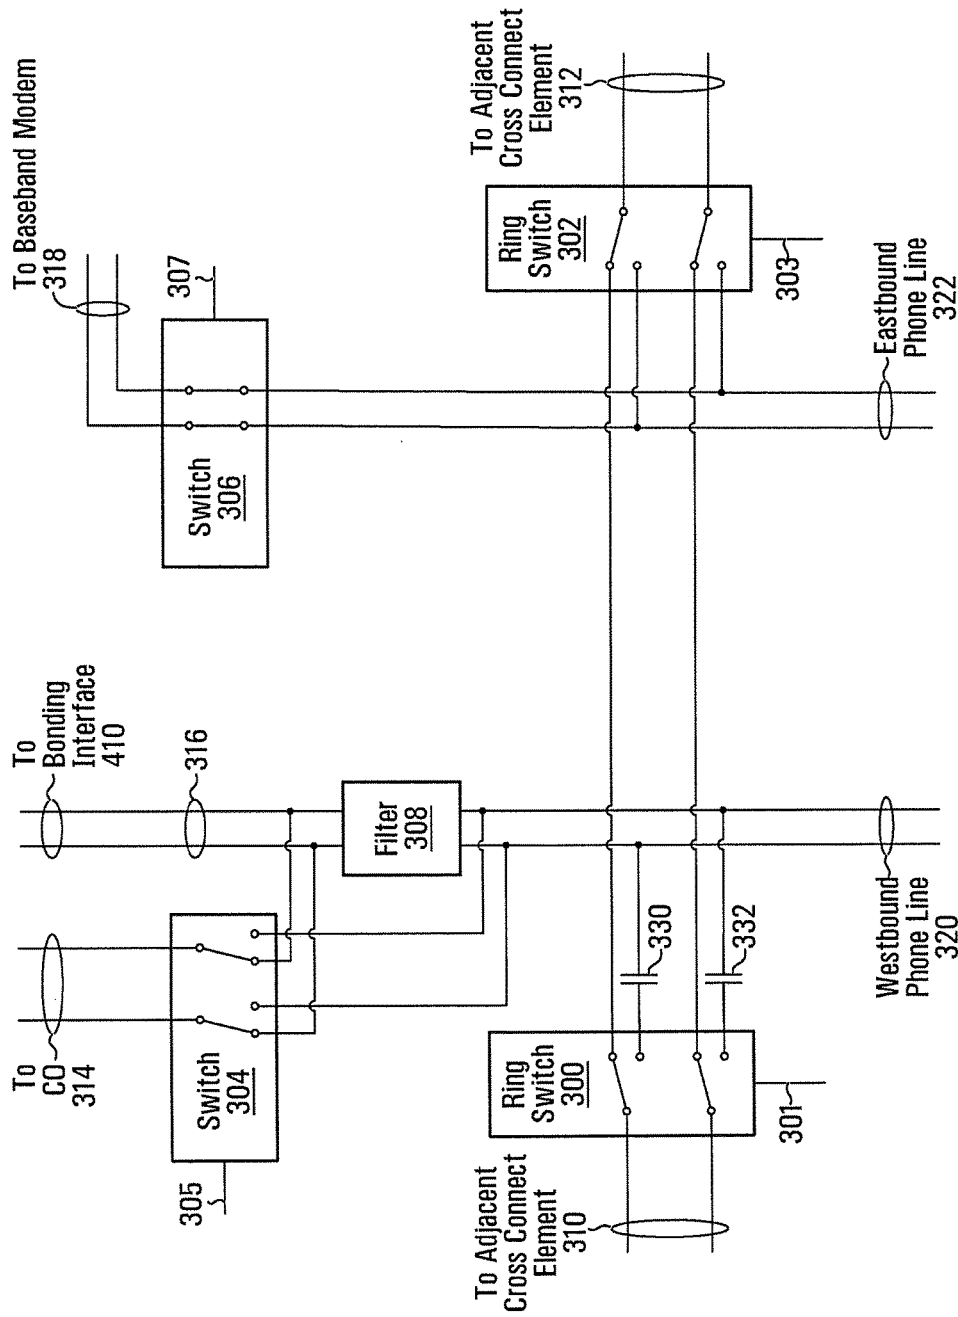 To
CO
314
To
Bonding
Interface
410
316
To Baseband Modem
318
307
305
Switch
304
Switch
306
Filter
308
To Adjacent
Cross Connect
Element
310
Ring
Switch
300
301
330
332
Ring
Switch
302
303
To Adjacent
Cross Connect
Element
312
Westbound
Phone Line
320
Eastbound
Phone Line
322